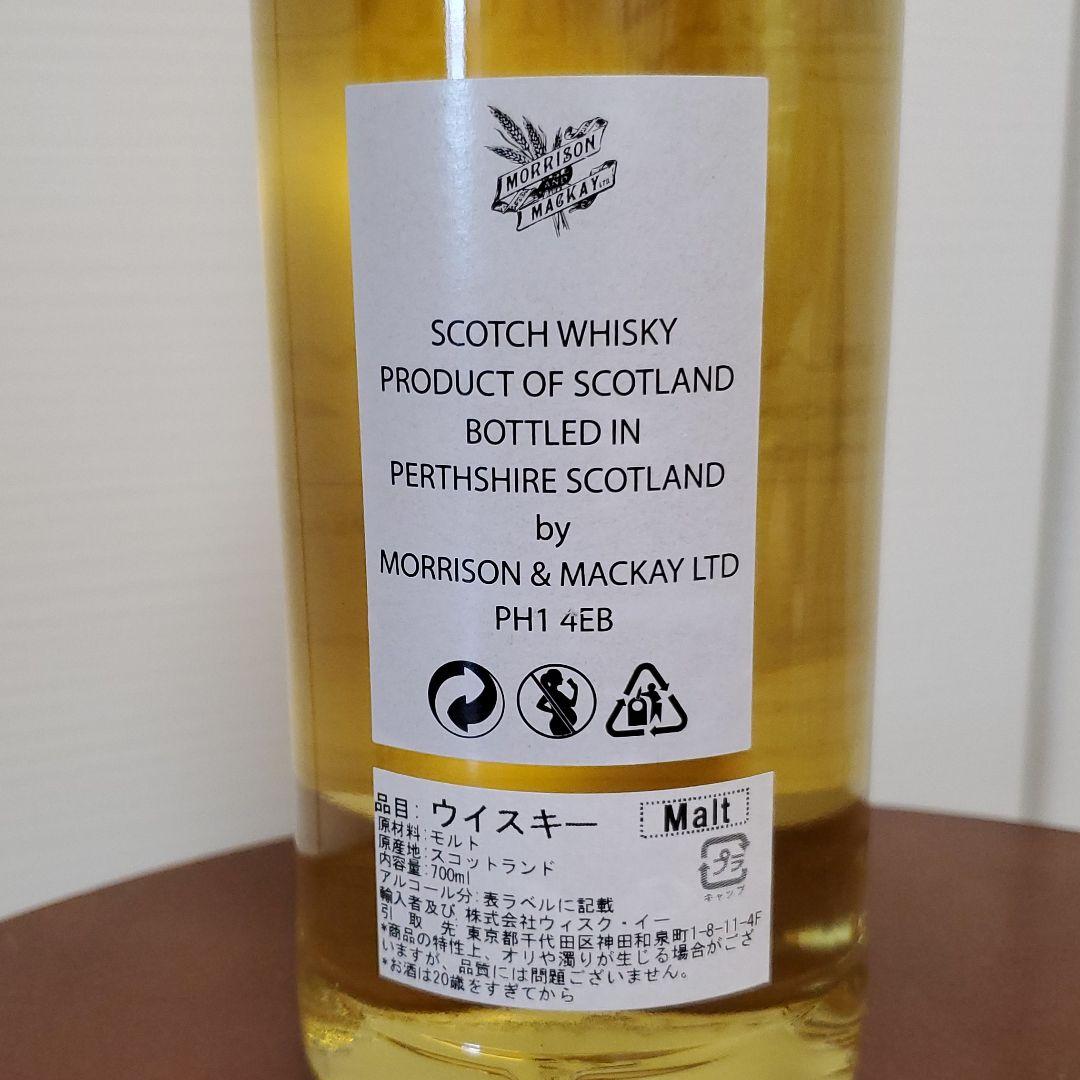 MORRISON
AND
MACKAY LTD.
SCOTCH WHISKY
PRODUCT OF SCOTLAND
BOTTLED IN
PERTHSHIRE SCOTLAND
by
MORRISON & MACKAY LTD
PH1 4EB
品目: ウイスキー
Malt
原材料:モルト
原産地:スコットランド
内容量:700ml
アルコール分:表ラベルに記載
輸入者及び 株式会社ウィスク・イー
引 取 先:東京都千代田区神田和泉町1-8-11-4F
*商品の特性上、オリや濁りが生じる場合がござ
いますが、品質には問題ございません。
*お酒は20歳をすぎてから
プラ
キャップ